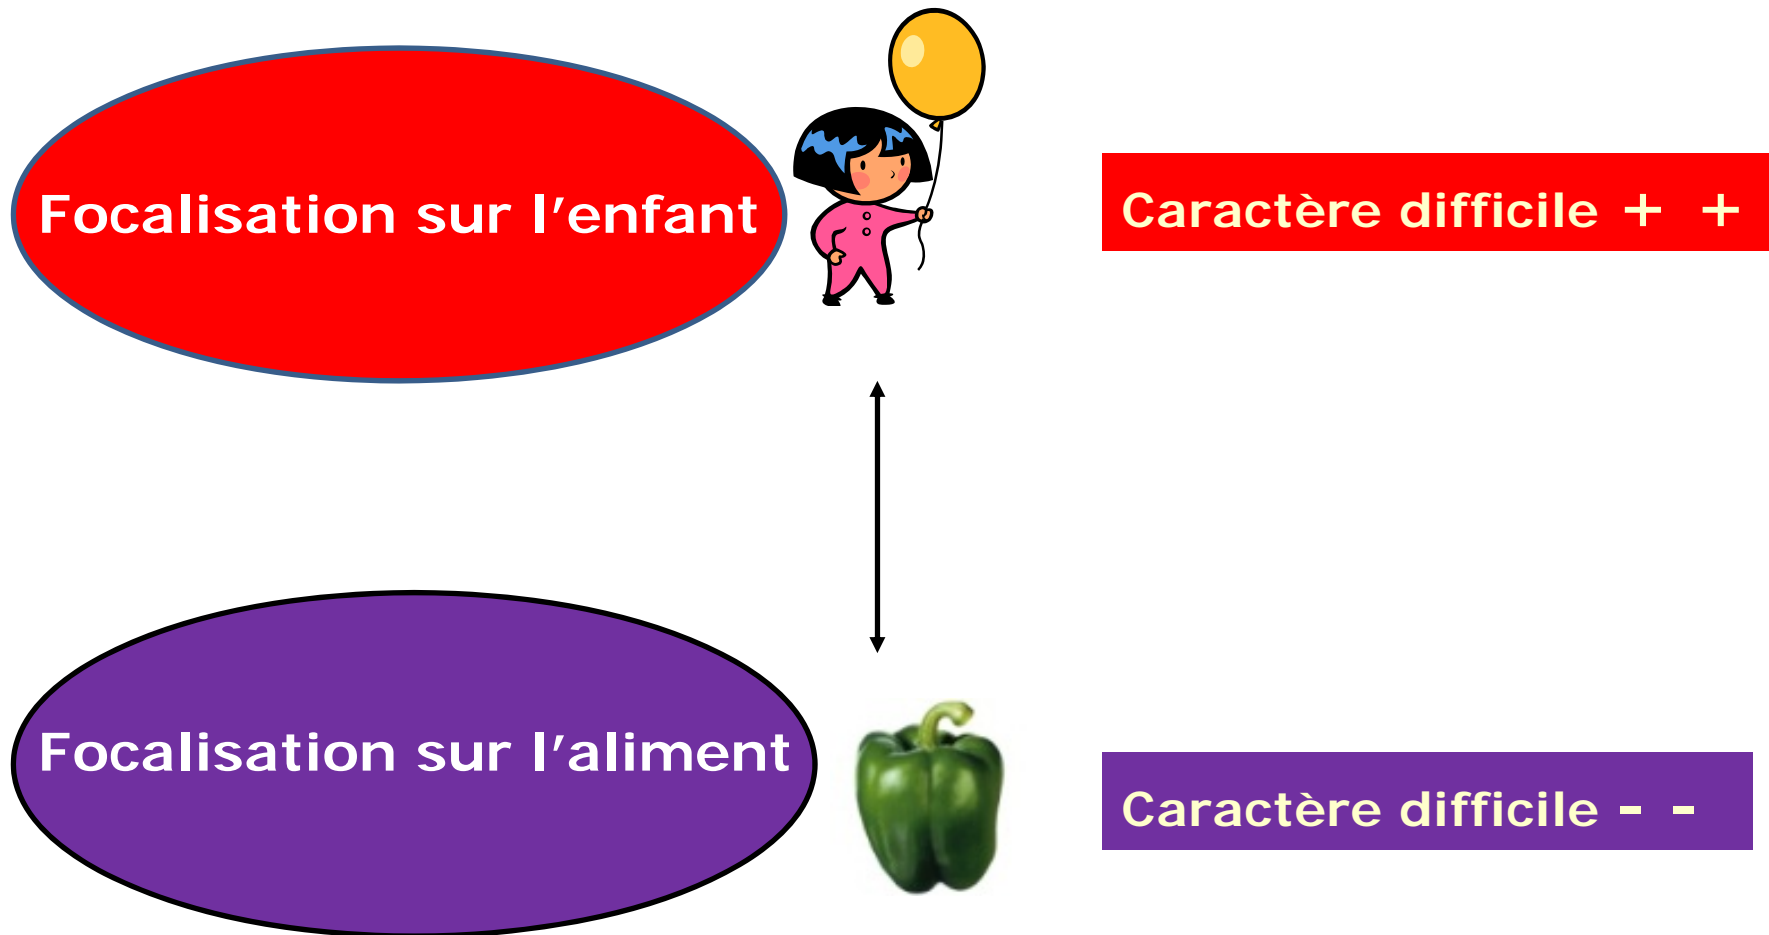 Focalisation sur l’enfant
Caractère difficile + +
Focalisation sur l’aliment
Caractère difficile - -